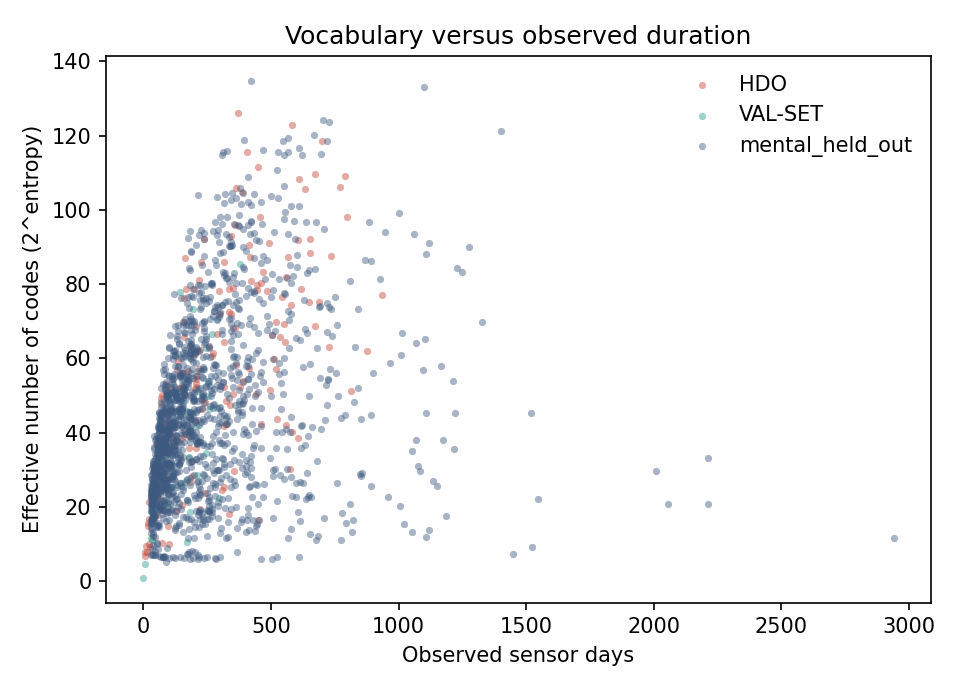 Vocabulary versus observed duration
HDO
VAL-SET
mental_held_out
Effective number of codes (2^entropy)
140
120
100
80
60
40
20
0
0 500 1000 1500 2000 2500 3000
Observed sensor days